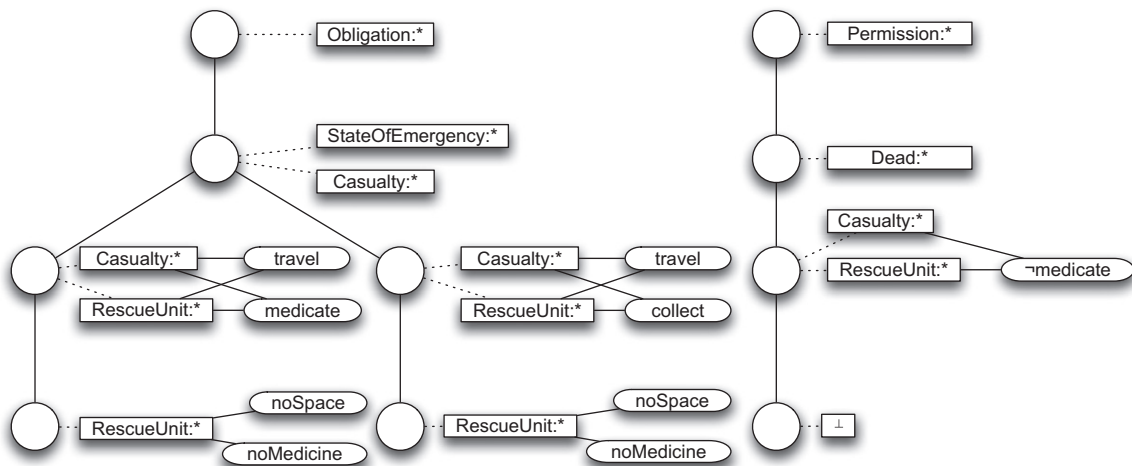 Obligation:*
Permission:*
StateOfEmergency:*
Dead:*
Casualty:*
Casualty:*
Casualty:*
travel
Casualty:*
travel
RescueUnit:*
¬medicate
RescueUnit:*
medicate
RescueUnit:*
collect
noSpace
noSpace
RescueUnit:*
RescueUnit:*
⊥
noMedicine
noMedicine